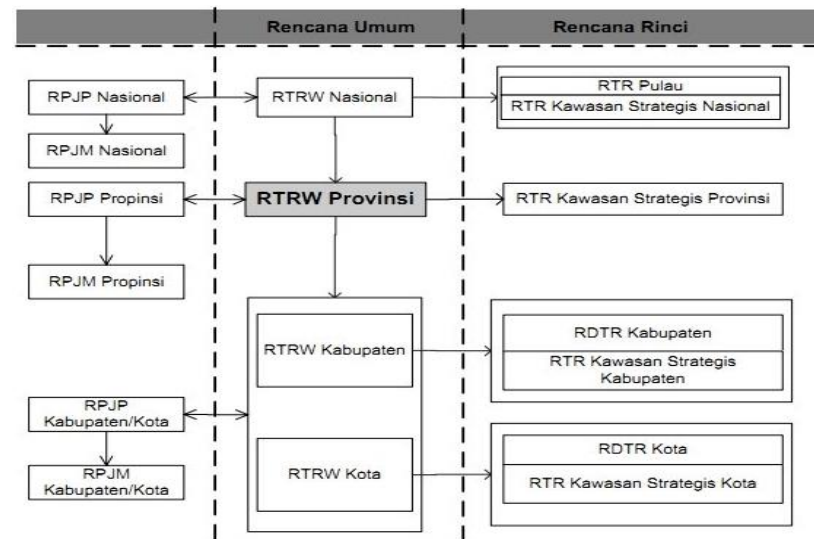 Rencana Umum
Rencana Rinci
RPJP Nasional
RTRW Nasional
RTR Pulau
RTR Kawasan Strategis Nasional
RPJM Nasional
RPJP Propinsi
RTRW Provinsi
RTR Kawasan Strategis Provinsi
RPJM Propinsi
RTRW Kabupaten
RDTR Kabupaten
RTR Kawasan Strategis
Kabupaten
RPJP
Kabupaten/Kota
RPJM
Kabupaten/Kota
RTRW Kota
RDTR Kota
RTR Kawasan Strategis Kota